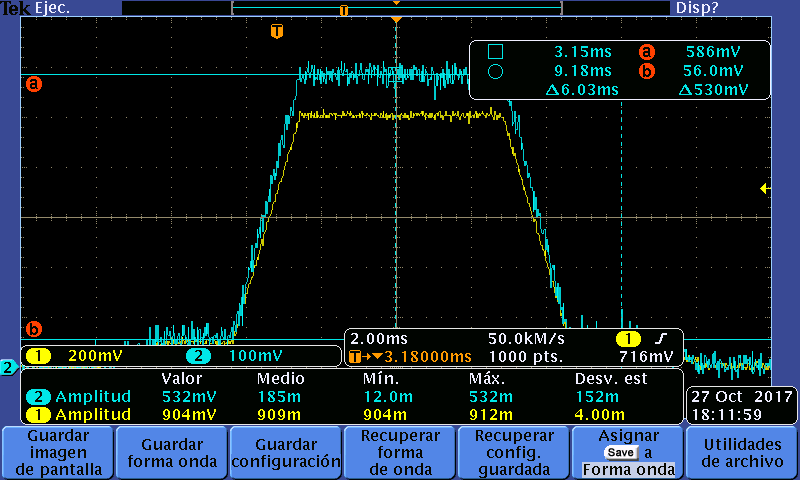 Tek Ejec. Disp?
T
T
a
3.15ms a 586mV
9.18ms b 56.0mV
Δ6.03ms Δ530mV
b
2
1 200mV 2 100mV
2.00ms 50.0kM/s 1
T→▼3.18000ms 1000 pts. 716mV
Valor Medio Mín. Máx. Desv. est
2 Amplitud 532mV 185m 12.0m 532m 152m
1 Amplitud 904mV 909m 904m 912m 4.00m
27 Oct 2017
18:11:59
Guardar
imagen
de pantalla
Guardar
forma onda
Guardar
configuración
Recuperar
forma
de onda
Recuperar
config.
guardada
Asignar
Save a
Forma onda
Utilidades
de archivo